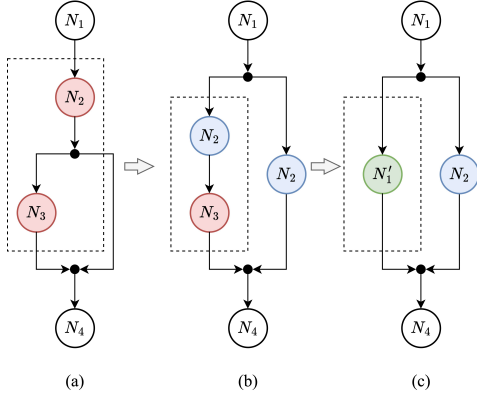 N₁ N₁ N₁
N₂
N₂
N₂ N₁′ N₂
N₃ N₃
N₄ N₄ N₄
(a) (b) (c)